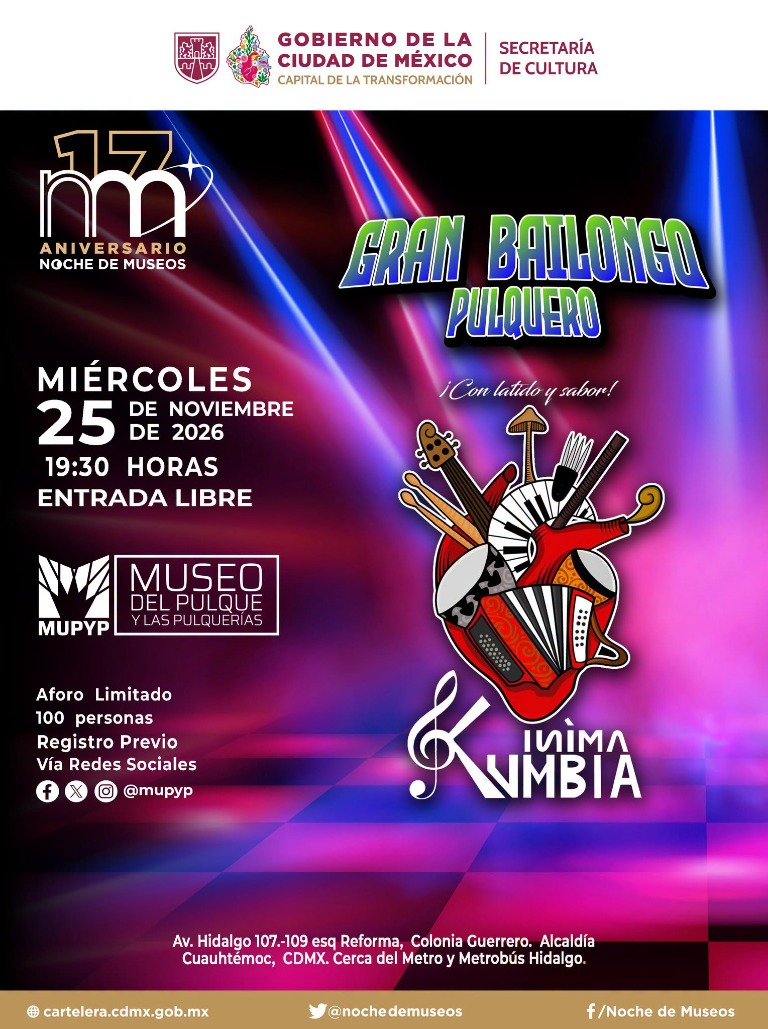 GOBIERNO DE LA
CIUDAD DE MÉXICO
CAPITAL DE LA TRANSFORMACIÓN
SECRETARÍA
DE CULTURA
17
nm
ANIVERSARIO
NOCHE DE MUSEOS
GRAN BAILONGO
PULQUERO
¡Con latido y sabor!
MIÉRCOLES
25 DE NOVIEMBRE
DE 2026
19:30 HORAS
ENTRADA LIBRE
MUPYP
MUSEO
DEL PULQUE
Y LAS PULQUERÍAS
Aforo Limitado
100 personas
Registro Previo
Vía Redes Sociales
@mupyp
INÌMA
KUMBIA
Av. Hidalgo 107.-109 esq Reforma, Colonia Guerrero. Alcaldía
Cuauhtémoc, CDMX. Cerca del Metro y Metrobús Hidalgo.
cartelera.cdmx.gob.mx
@nochedemuseos
/Noche de Museos